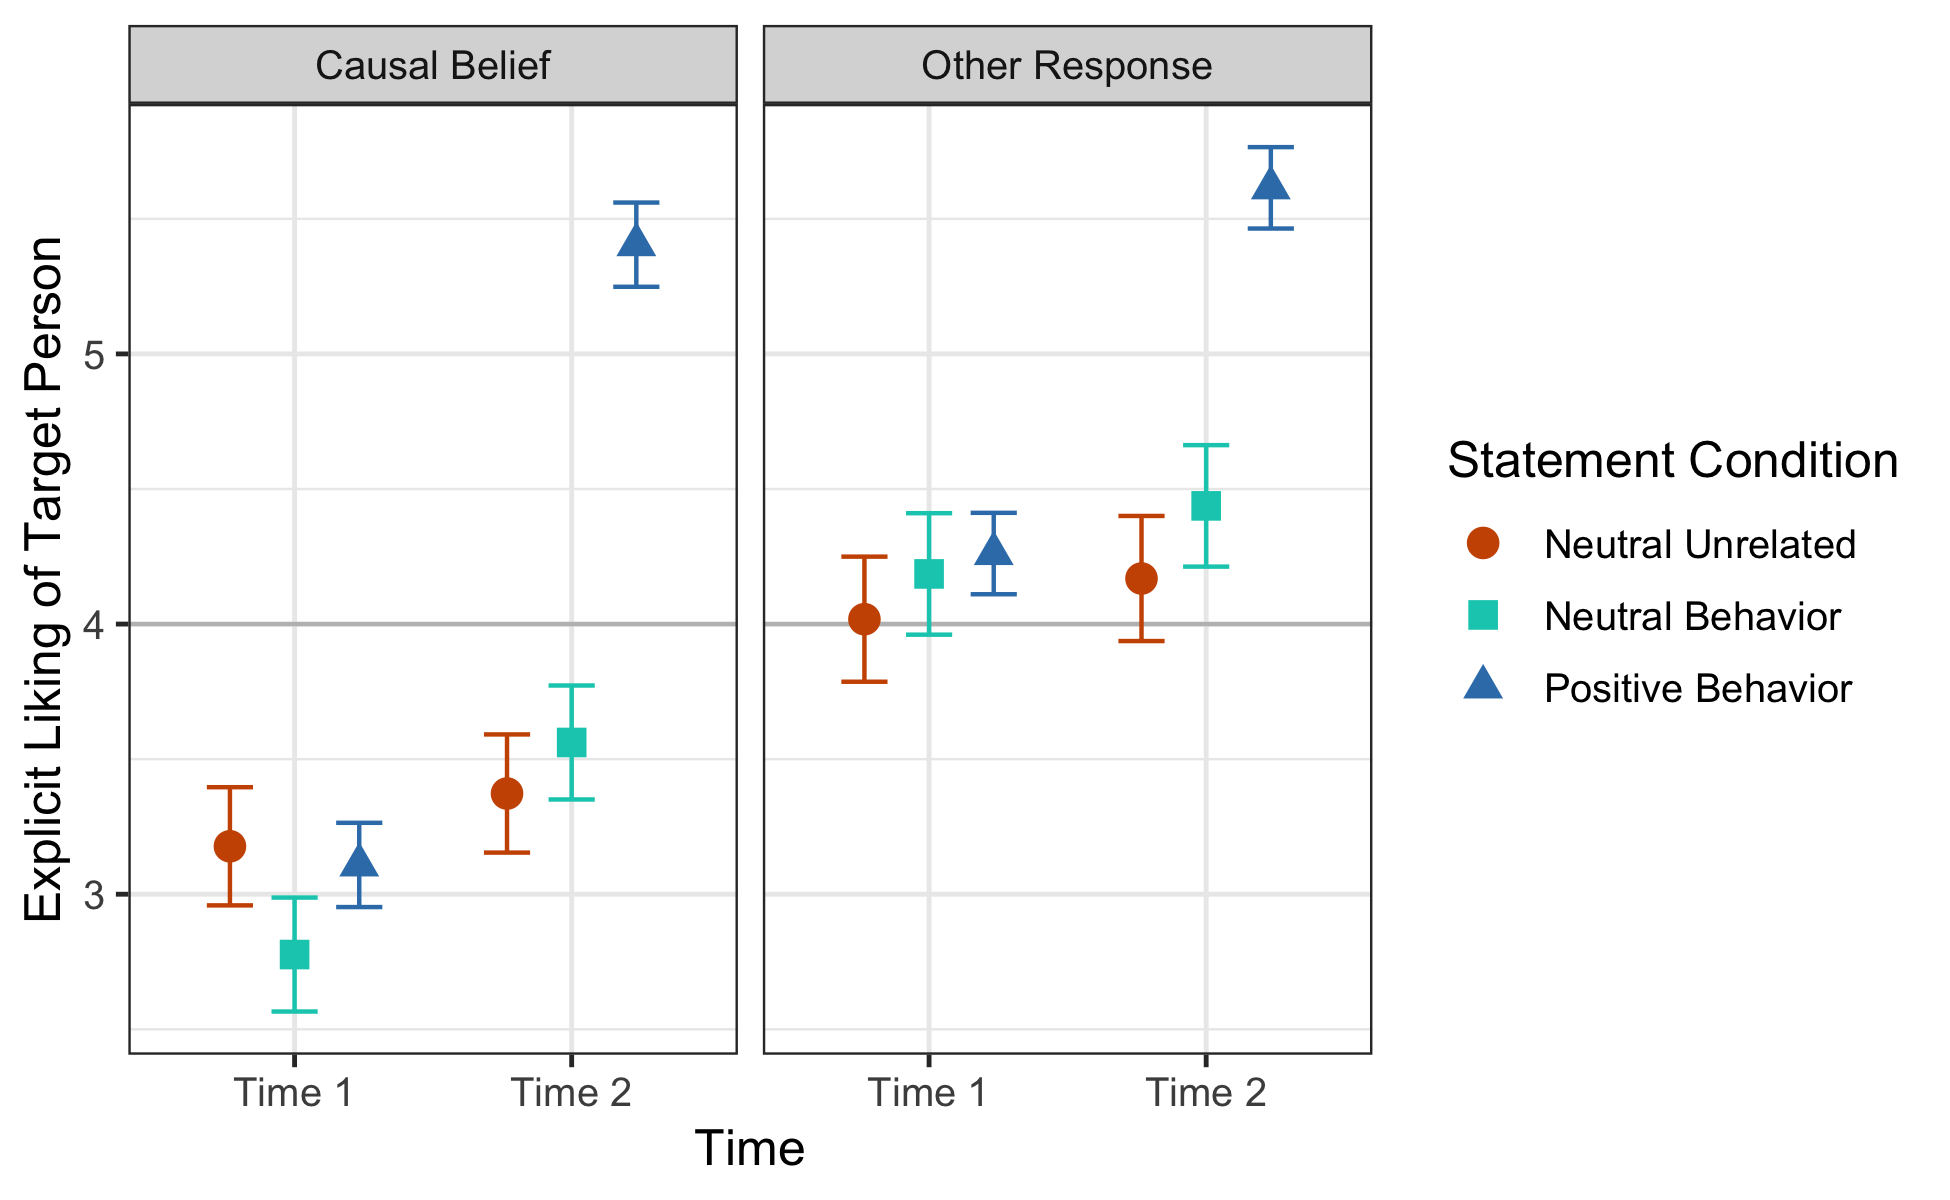 Causal Belief
Other Response
Explicit Liking of Target Person
5
4
3
Time 1
Time 2
Time 1
Time 2
Time
Statement Condition
Neutral Unrelated
Neutral Behavior
Positive Behavior